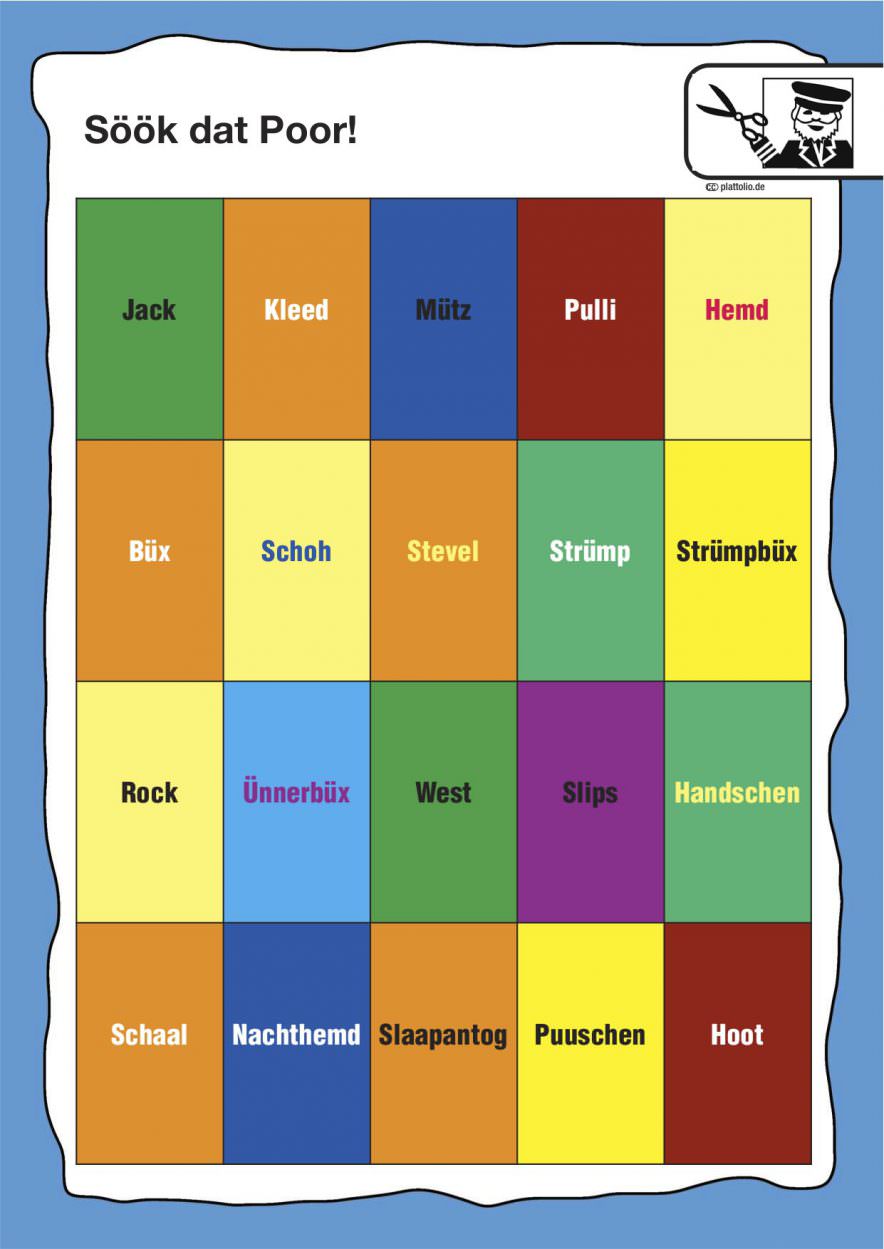 Söök dat Poor!
cc plattolio.de
Jack Kleed Mütz Pulli Hemd
Büx Schoh Stevel Strümp Strümpbüx
Rock Ünnerbüx West Slips Handschen
Schaal Nachthemd Slaapantog Puuschen Hoot